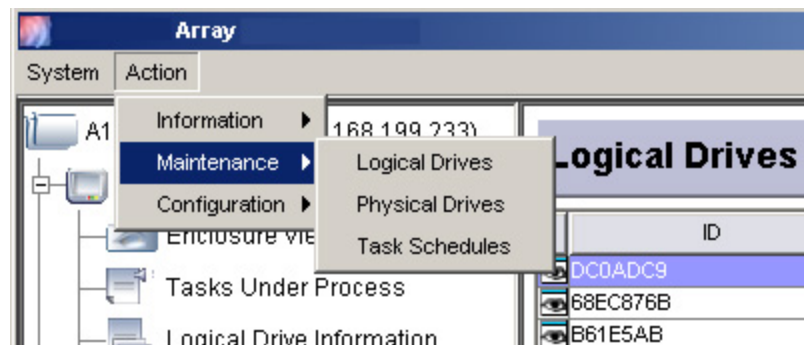 Array
System Action
Information
A1 168.199.233)
Maintenance
Logical Drives
Logical Drives
Configuration
Physical Drives
ID
Enclosure
Task Schedules
DC0ADC9
Tasks Under Process
68EC876B
Logical Drive Information
B61E5AB